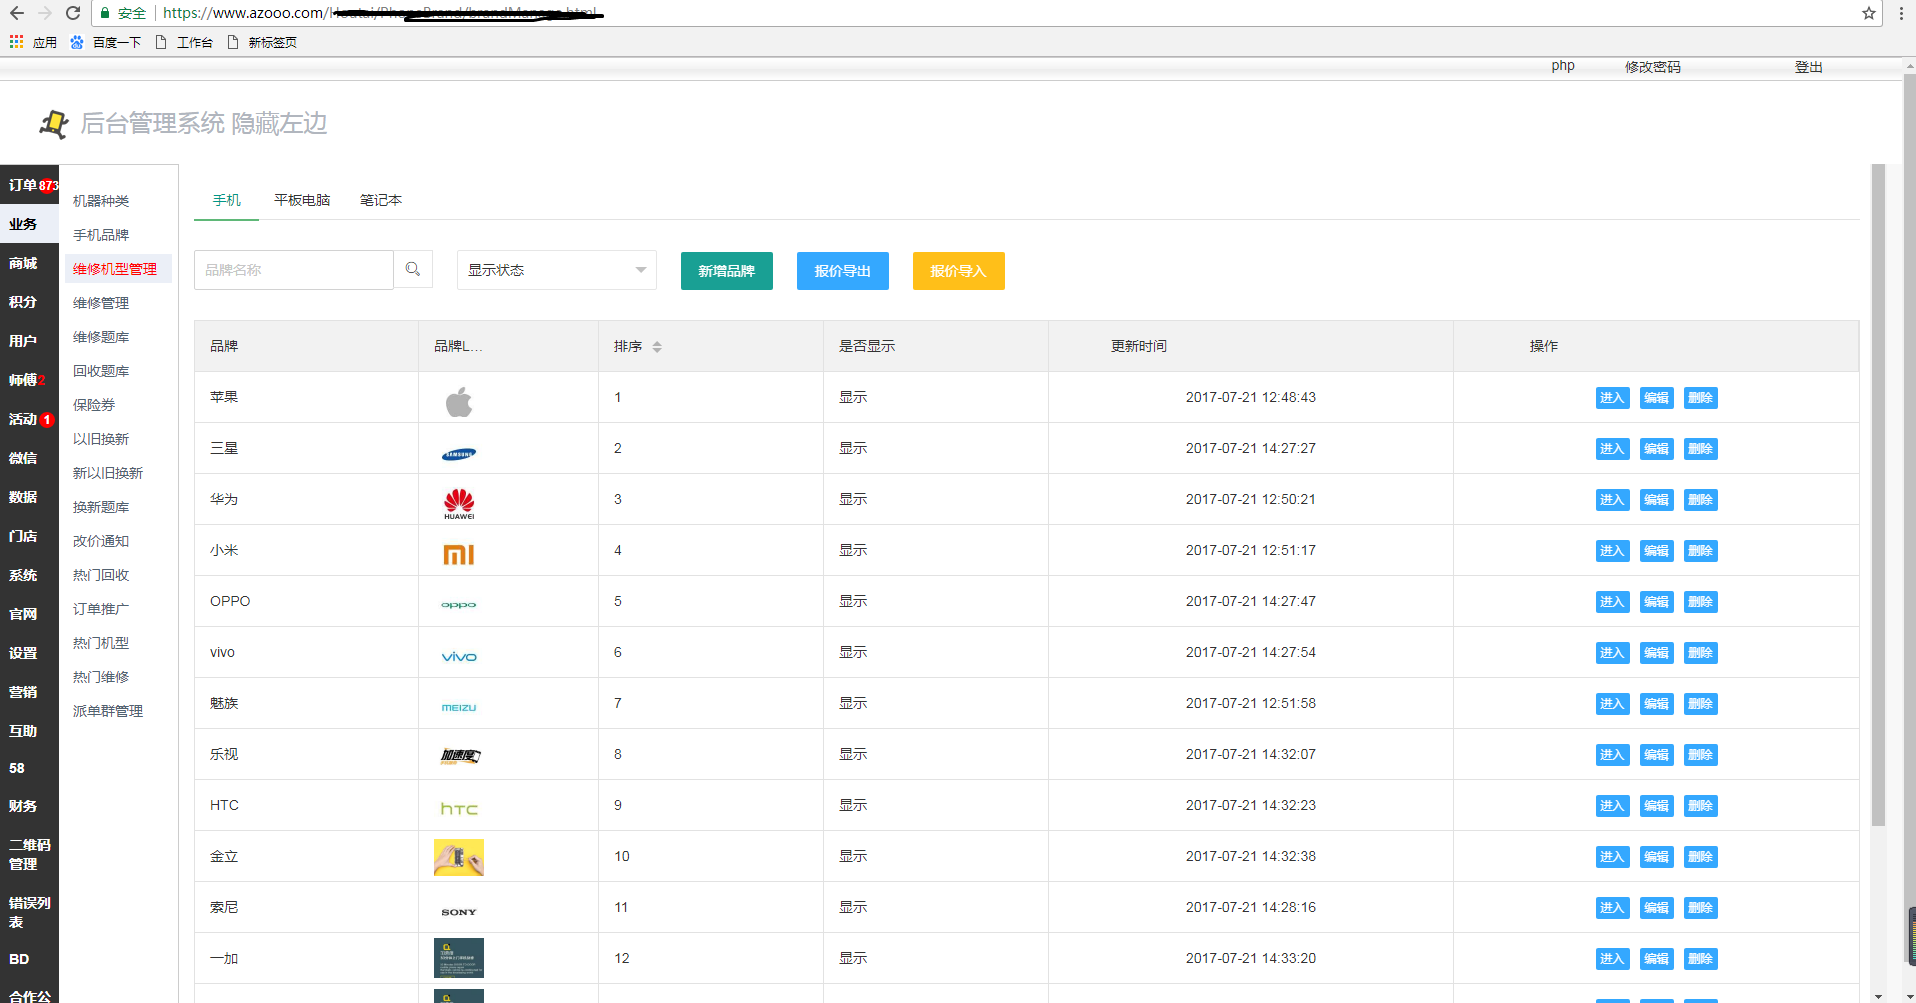 安全 https://www.azooo.com/
应用 百度一下 工作台 新标签页
php 修改密码 登出
后台管理系统 隐藏左边
订单873
业务
商城
积分
用户
师傅2
活动1
微信
数据
门店
系统
官网
设置
营销
互助
58
财务
二维码
管理
错误列
表
BD
合作公
机器种类
手机品牌
维修机型管理
维修管理
维修题库
回收题库
保险券
以旧换新
新以旧换新
换新题库
改价通知
热门回收
订单推广
热门机型
热门维修
派单群管理
手机 平板电脑 笔记本
品牌名称 显示状态 新增品牌 报价导出 报价导入
品牌 品牌L... 排序 是否显示 更新时间 操作
苹果 1 显示 2017-07-21 12:48:43 进入 编辑 删除
三星 SAMSUNG 2 显示 2017-07-21 14:27:27 进入 编辑 删除
华为 HUAWEI 3 显示 2017-07-21 12:50:21 进入 编辑 删除
小米 mi 4 显示 2017-07-21 12:51:17 进入 编辑 删除
OPPO oppo 5 显示 2017-07-21 14:27:47 进入 编辑 删除
vivo vivo 6 显示 2017-07-21 14:27:54 进入 编辑 删除
魅族 MEIZU 7 显示 2017-07-21 12:51:58 进入 编辑 删除
乐视 加速度 8 显示 2017-07-21 14:32:07 进入 编辑 删除
HTC hTC 9 显示 2017-07-21 14:32:23 进入 编辑 删除
金立 10 显示 2017-07-21 14:32:38 进入 编辑 删除
索尼 SONY 11 显示 2017-07-21 14:28:16 进入 编辑 删除
一加 12 显示 2017-07-21 14:33:20 进入 编辑 删除